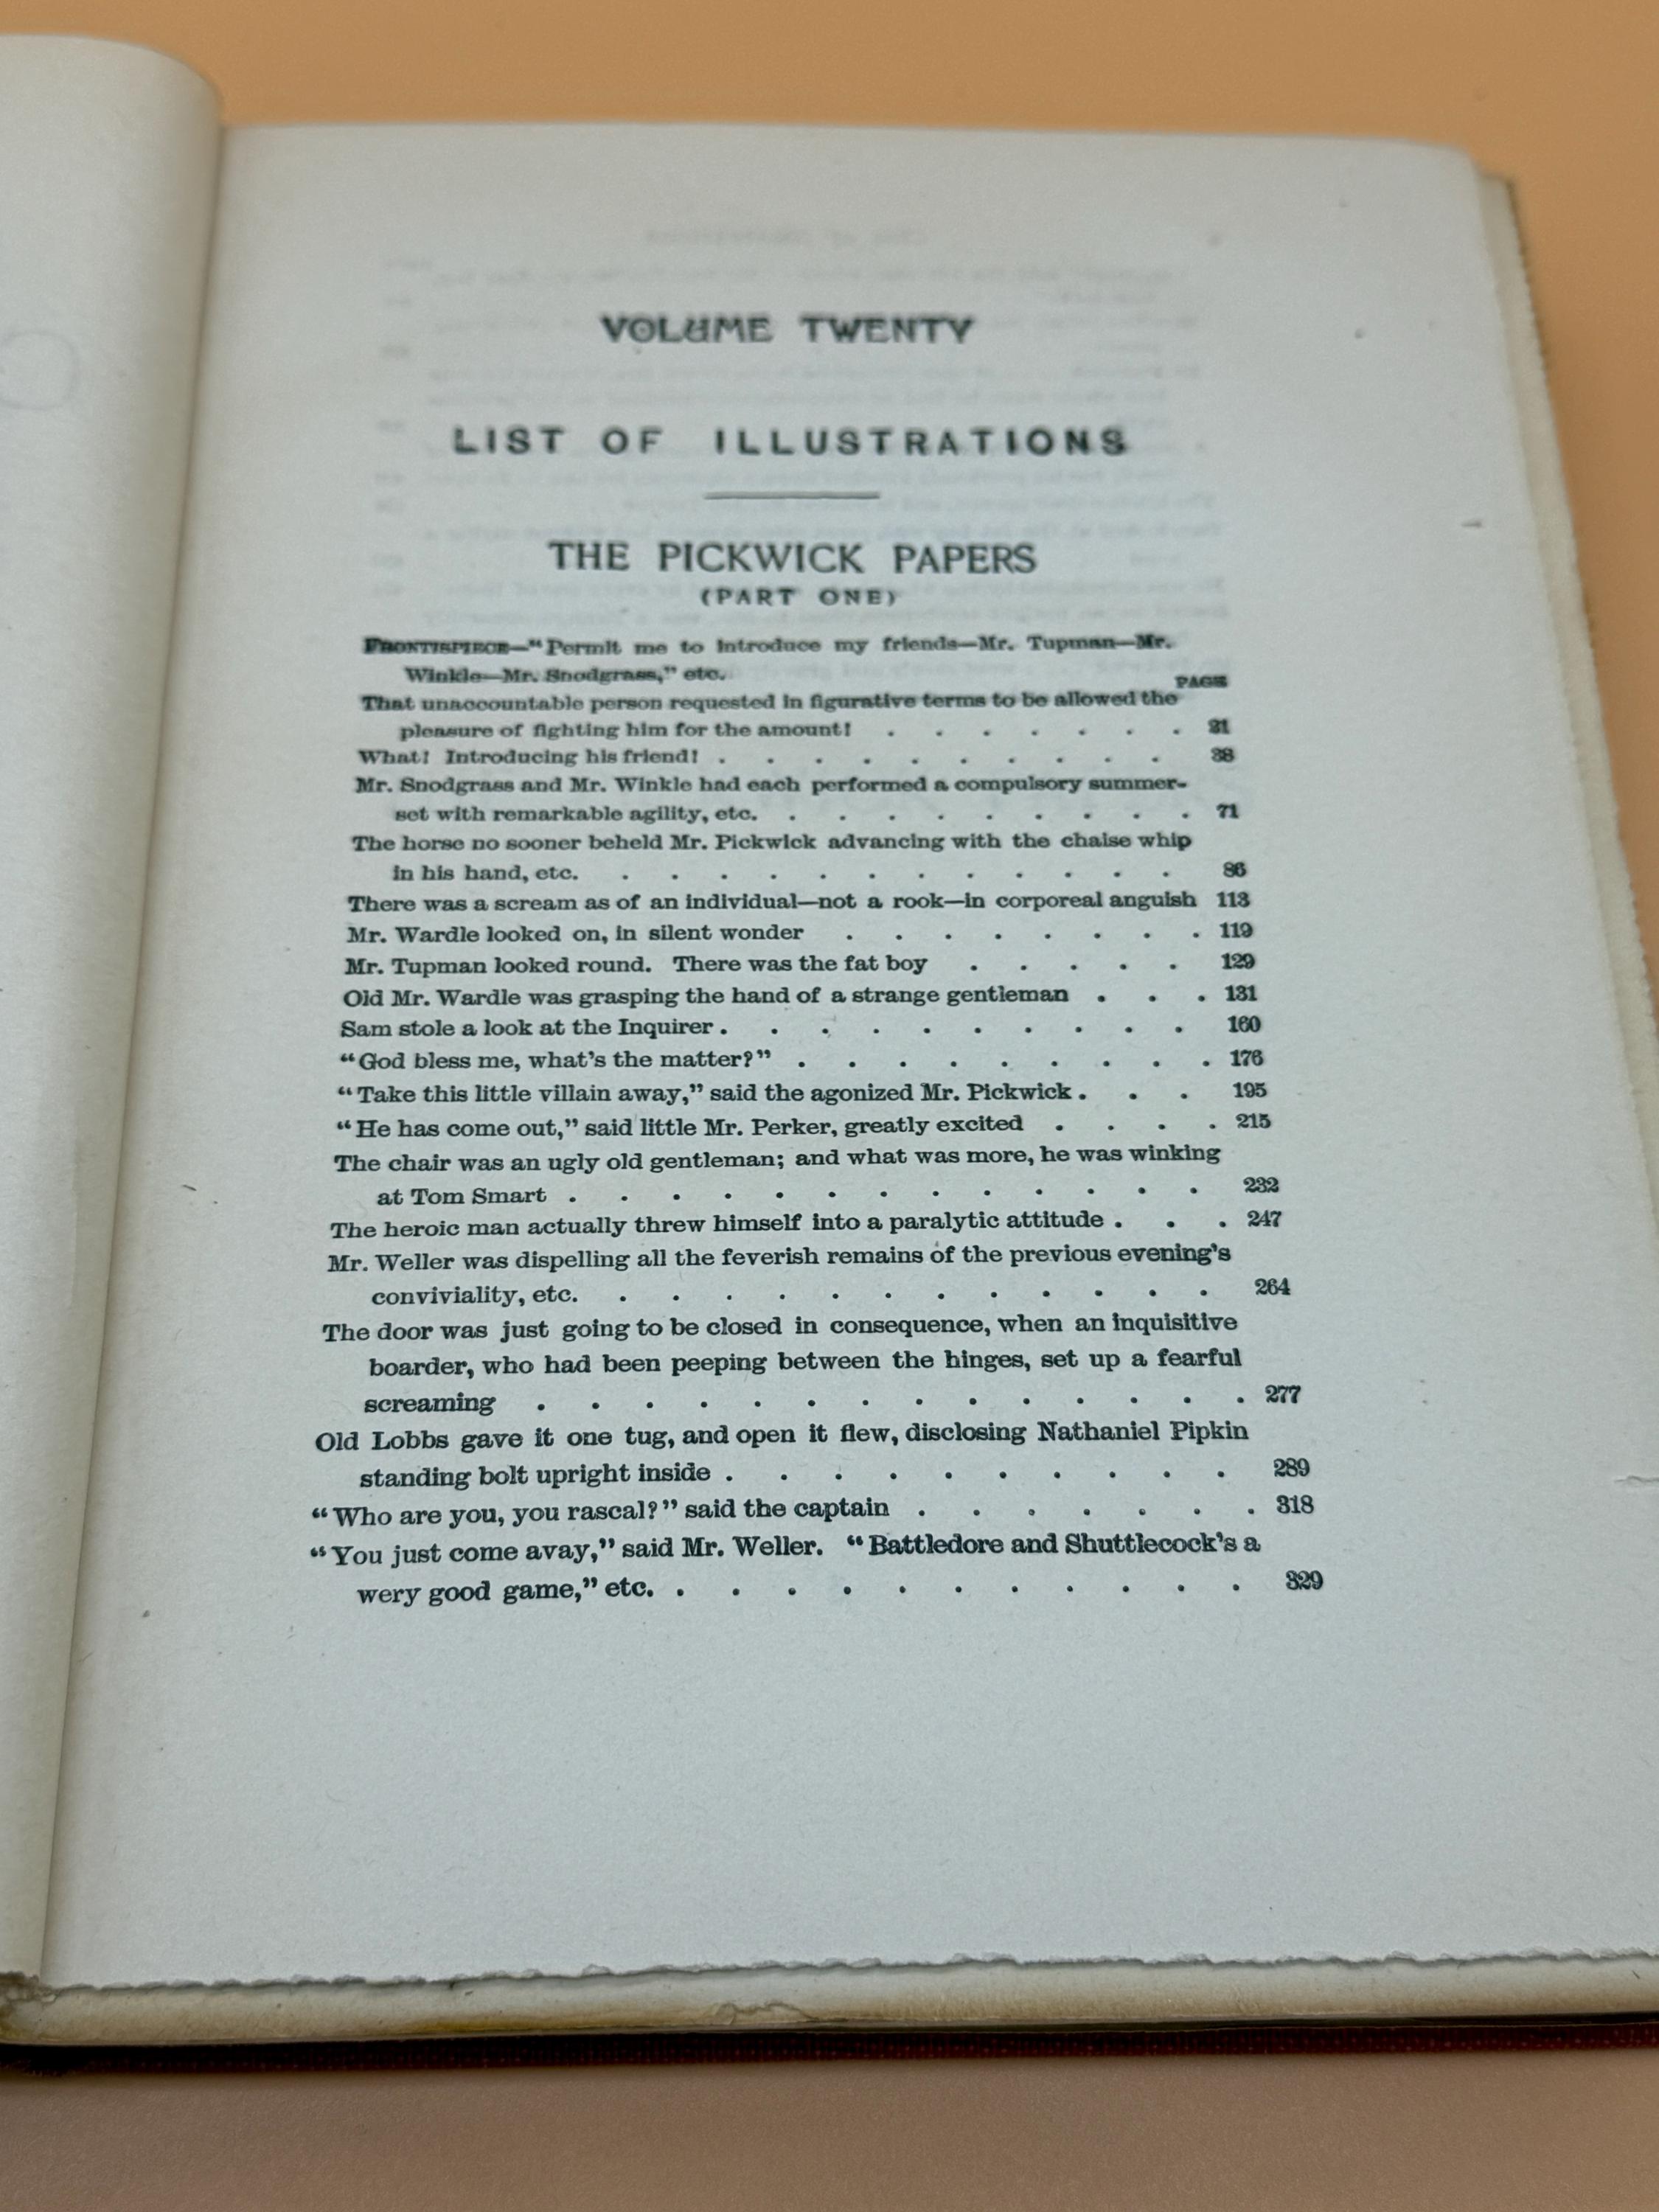 VOLUME TWENTY
LIST OF ILLUSTRATIONS
THE PICKWICK PAPERS
(PART ONE)
FRONTISPIECE—“Permit me to introduce my friends—Mr. Tupman—Mr.
Winkle—Mr. Snodgrass,” etc.
PAGE
That unaccountable person requested in figurative terms to be allowed the
pleasure of fighting him for the amount! . . . . . . . 21
What! Introducing his friend! . . . . . . . . . . 38
Mr. Snodgrass and Mr. Winkle had each performed a compulsory summer-
set with remarkable agility, etc. . . . . . . . . . 71
The horse no sooner beheld Mr. Pickwick advancing with the chaise whip
in his hand, etc. . . . . . . . . . . . . 86
There was a scream as of an individual—not a rook—in corporeal anguish 113
Mr. Wardle looked on, in silent wonder . . . . . . . . 119
Mr. Tupman looked round. There was the fat boy . . . . . 129
Old Mr. Wardle was grasping the hand of a strange gentleman . . . 131
Sam stole a look at the Inquirer . . . . . . . . . . 160
“God bless me, what’s the matter?” . . . . . . . . . 176
“Take this little villain away,” said the agonized Mr. Pickwick . . . 195
“He has come out,” said little Mr. Perker, greatly excited . . . . 215
The chair was an ugly old gentleman; and what was more, he was winking
at Tom Smart . . . . . . . . . . . . . 232
The heroic man actually threw himself into a paralytic attitude . . . 247
Mr. Weller was dispelling all the feverish remains of the previous evening’s
conviviality, etc. . . . . . . . . . . . . 264
The door was just going to be closed in consequence, when an inquisitive
boarder, who had been peeping between the hinges, set up a fearful
screaming . . . . . . . . . . . . . . 277
Old Lobbs gave it one tug, and open it flew, disclosing Nathaniel Pipkin
standing bolt upright inside . . . . . . . . . . 289
“Who are you, you rascal?” said the captain . . . . . . . 318
“You just come avay,” said Mr. Weller. “Battledore and Shuttlecock’s a
wery good game,” etc. . . . . . . . . . . . 329